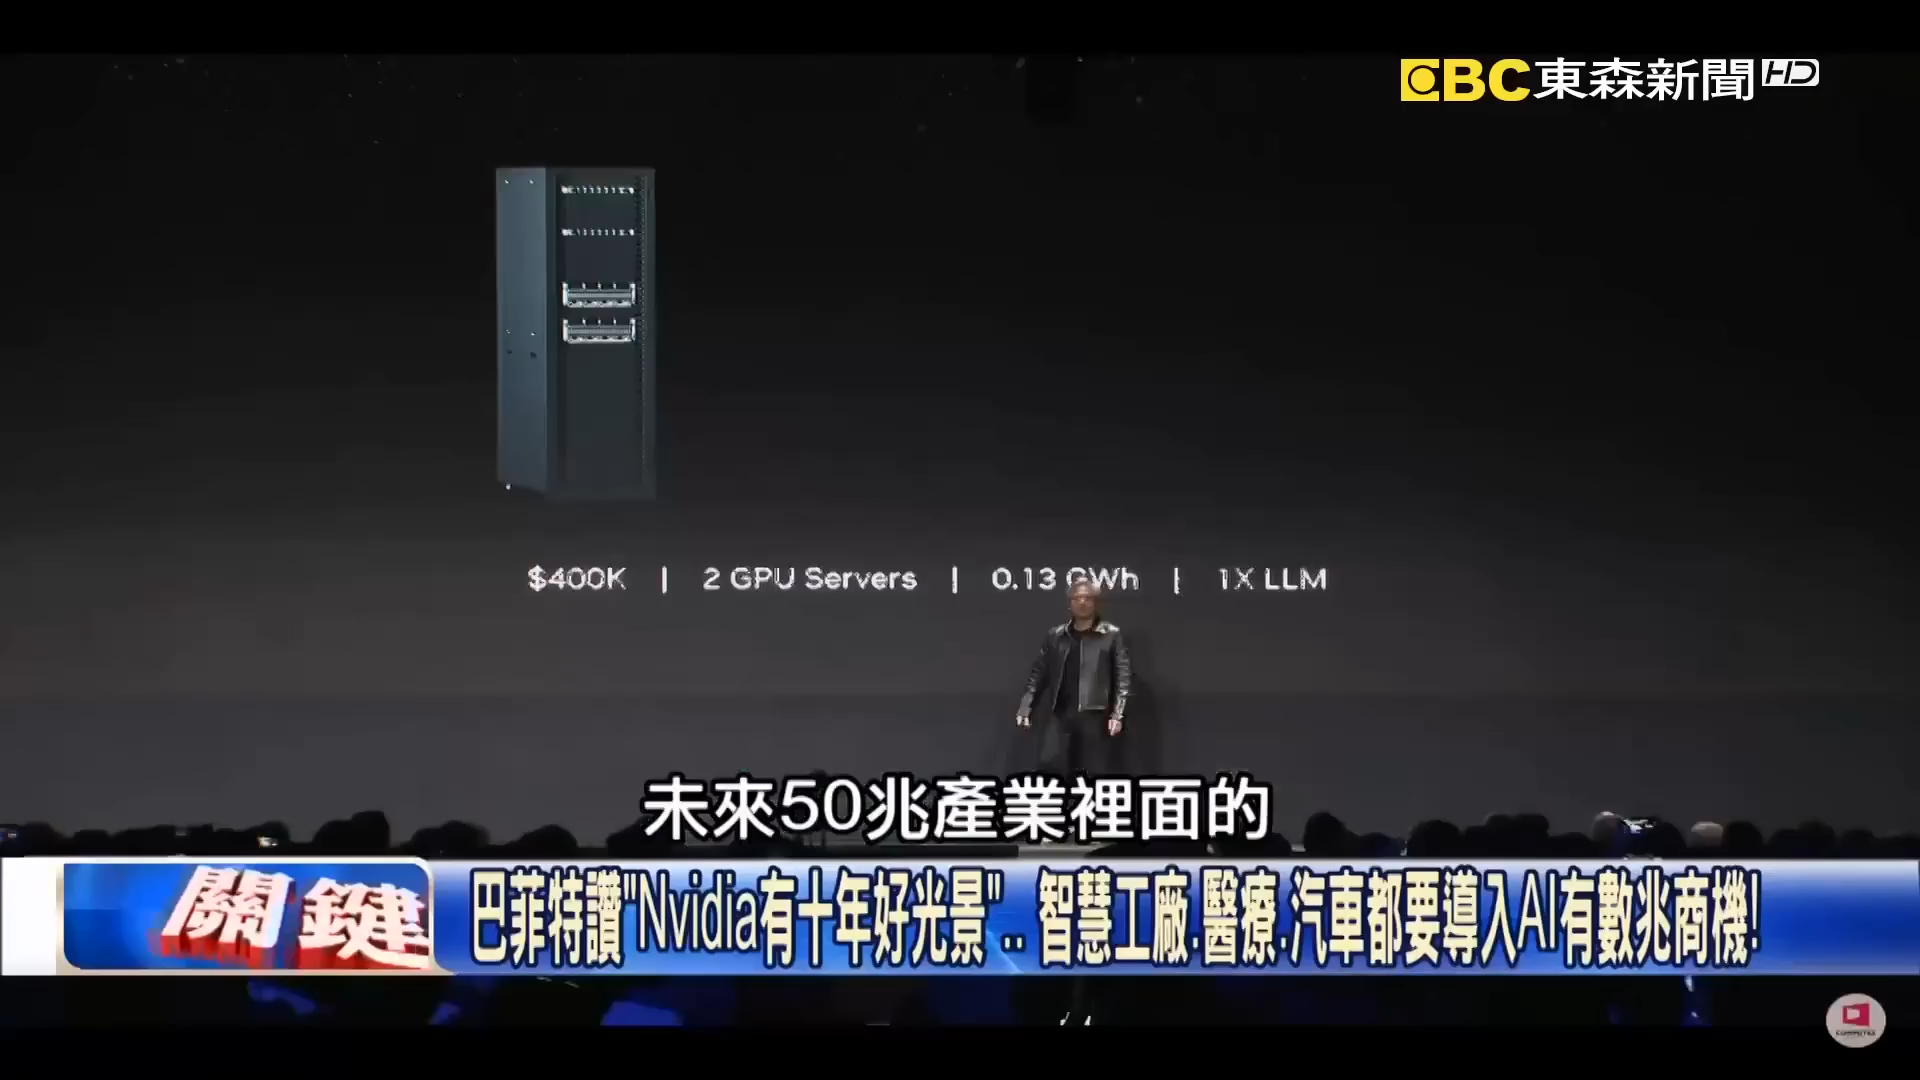 EBC東森新聞HD
$400K | 2 GPU Servers | 0.13 GWh | 1X LLM
未來50兆產業裡面的
關鍵
巴菲特讚"Nvidia有十年好光景".. 智慧工廠.醫療.汽車都要導入AI有數兆商機!
COMPUTEX